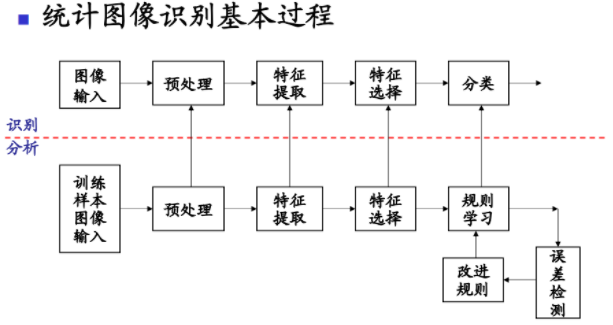 统计图像识别基本过程
图像
输入
预处理
特征
提取
特征
选择
分类
识别
分析
训练
样本
图像
输入
预处理
特征
提取
特征
选择
规则
学习
改进
规则
误
差
检
测